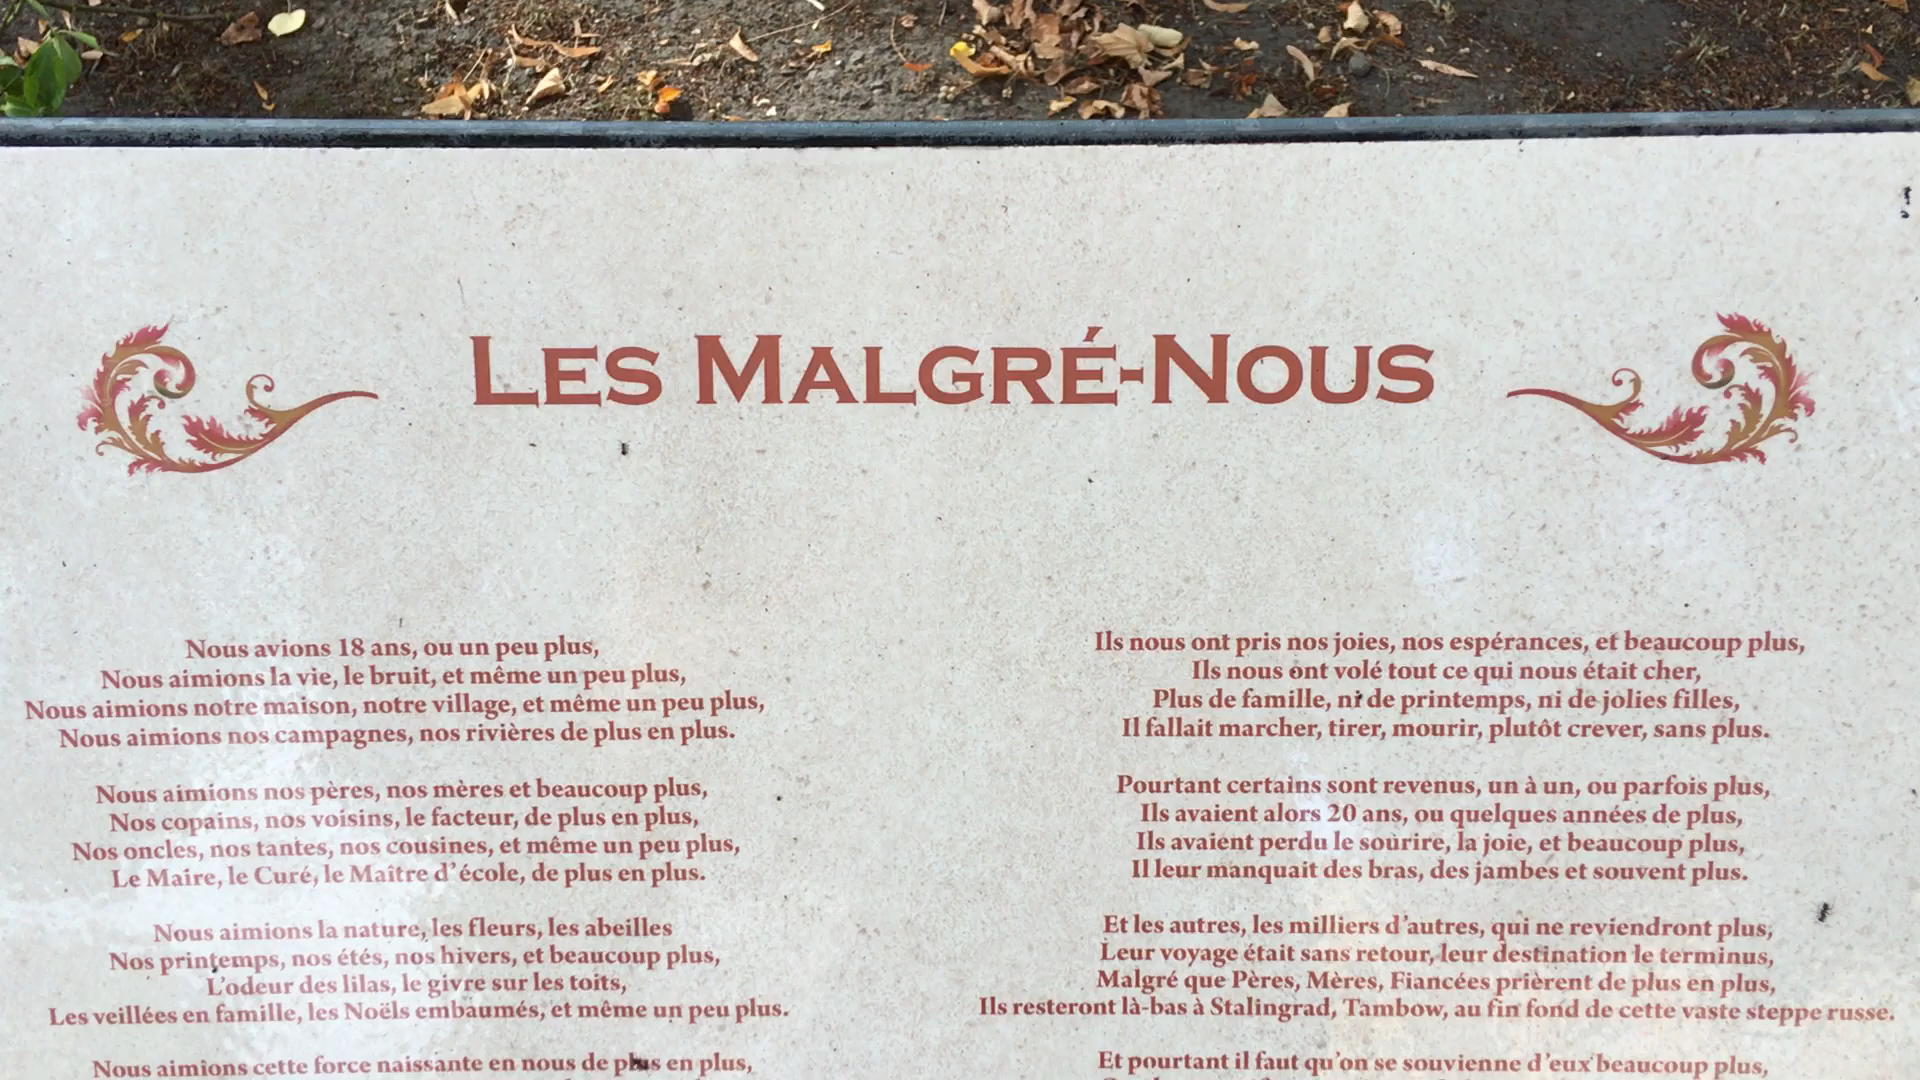 LES MALGRÉ-NOUS
Nous avions 18 ans, ou un peu plus,
Nous aimions la vie, le bruit, et même un peu plus,
Nous aimions notre maison, notre village, et même un peu plus,
Nous aimions nos campagnes, nos rivières de plus en plus.
Nous aimions nos pères, nos mères et beaucoup plus,
Nos copains, nos voisins, le facteur, de plus en plus,
Nos oncles, nos tantes, nos cousines, et même un peu plus,
Le Maire, le Curé, le Maître d'école, de plus en plus.
Nous aimions la nature, les fleurs, les abeilles
Nos printemps, nos étés, nos hivers, et beaucoup plus,
L'odeur des lilas, le givre sur les toits,
Les veillées en famille, les Noëls embaumés, et même un peu plus.
Nous aimions cette force naissante en nous de plus en plus,
Ils nous ont pris nos joies, nos espérances, et beaucoup plus,
Ils nous ont volé tout ce qui nous était cher,
Plus de famille, ni de printemps, ni de jolies filles,
Il fallait marcher, tirer, mourir, plutôt crever, sans plus.
Pourtant certains sont revenus, un à un, ou parfois plus,
Ils avaient alors 20 ans, ou quelques années de plus,
Ils avaient perdu le sourire, la joie, et beaucoup plus,
Il leur manquait des bras, des jambes et souvent plus.
Et les autres, les milliers d'autres, qui ne reviendront plus,
Leur voyage était sans retour, leur destination le terminus,
Malgré que Pères, Mères, Fiancées prièrent de plus en plus,
Ils resteront là-bas à Stalingrad, Tambow, au fin fond de cette vaste steppe russe.
Et pourtant il faut qu'on se souvienne d'eux beaucoup plus,